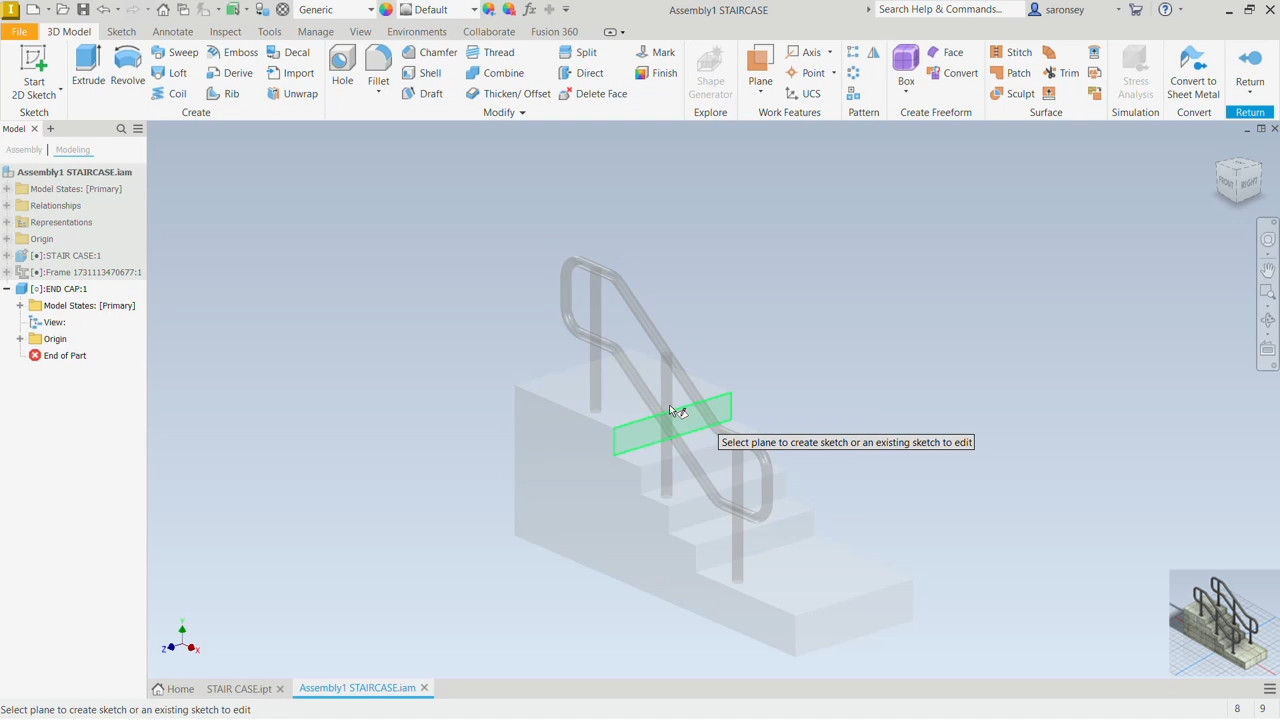 Generic
Default
Assembly1 STAIRCASE
Search Help & Commands...
saronsey
File
3D Model
Sketch
Annotate
Inspect
Tools
Manage
View
Environments
Collaborate
Fusion 360
Start
2D Sketch
Extrude
Revolve
Sweep
Loft
Coil
Emboss
Derive
Rib
Decal
Import
Unwrap
Hole
Fillet
Chamfer
Shell
Draft
Thread
Combine
Thicken/ Offset
Split
Direct
Delete Face
Mark
Finish
Shape
Generator
Plane
Axis
Point
UCS
Box
Face
Convert
Stitch
Patch
Sculpt
Trim
Stress
Analysis
Convert to
Sheet Metal
Return
Sketch
Create
Modify
Explore
Work Features
Pattern
Create Freeform
Surface
Simulation
Convert
Return
Model
Assembly
Modeling
Assembly1 STAIRCASE.iam
Model States: [Primary]
Relationships
Representations
Origin
[●]:STAIR CASE:1
[●]:Frame 1731113470677:1
[○]:END CAP:1
Model States: [Primary]
View:
Origin
End of Part
FRONT
RIGHT
Select plane to create sketch or an existing sketch to edit
Y
Z
X
Home
STAIR CASE.ipt
Assembly1 STAIRCASE.iam
Select plane to create sketch or an existing sketch to edit
8
9